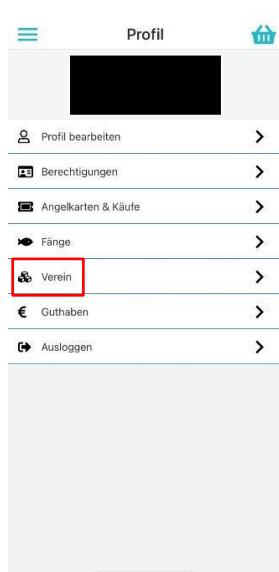 Profil
Profil bearbeiten
Berechtigungen
Angelkarten & Käufe
Fänge
Verein
Guthaben
Ausloggen